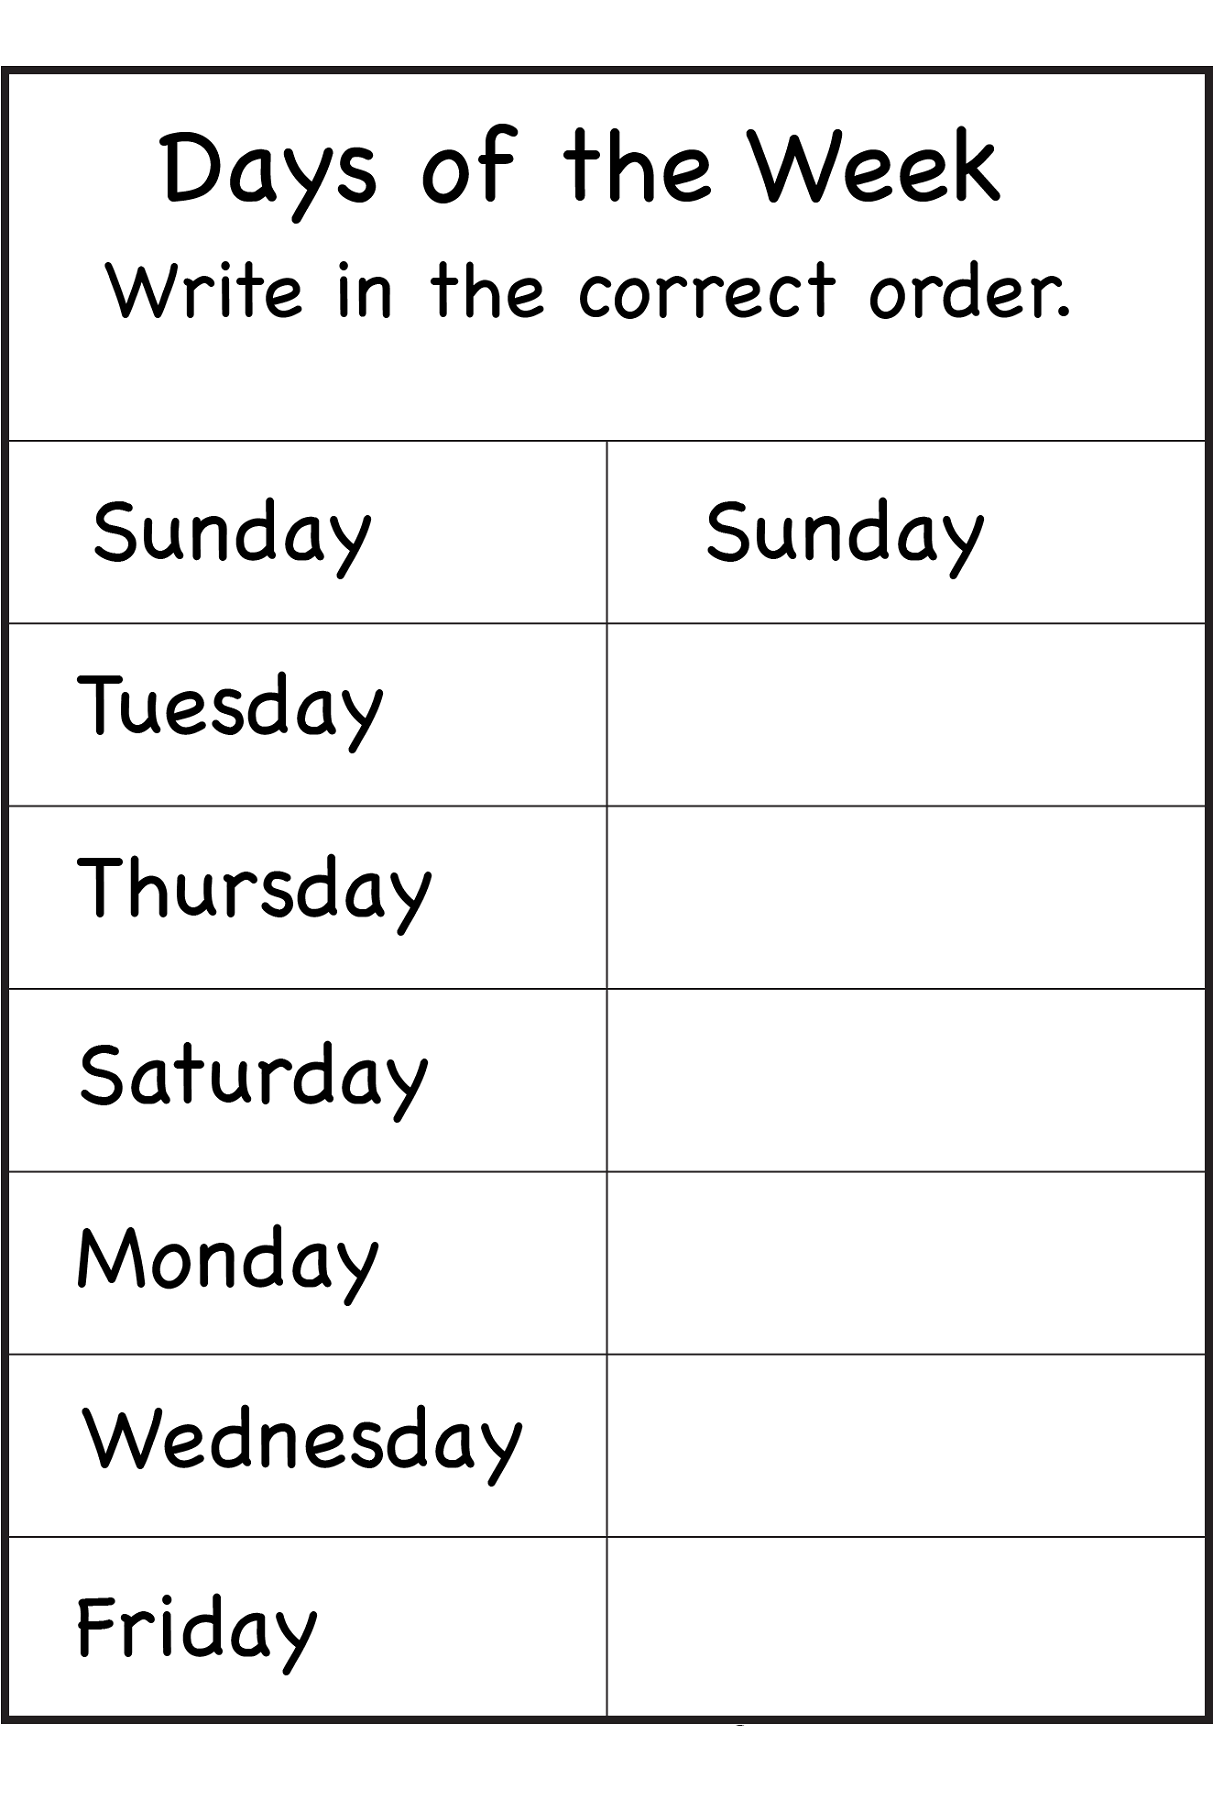 Days of the Week
Write in the correct order.
Sunday Sunday
Tuesday
Thursday
Saturday
Monday
Wednesday
Friday